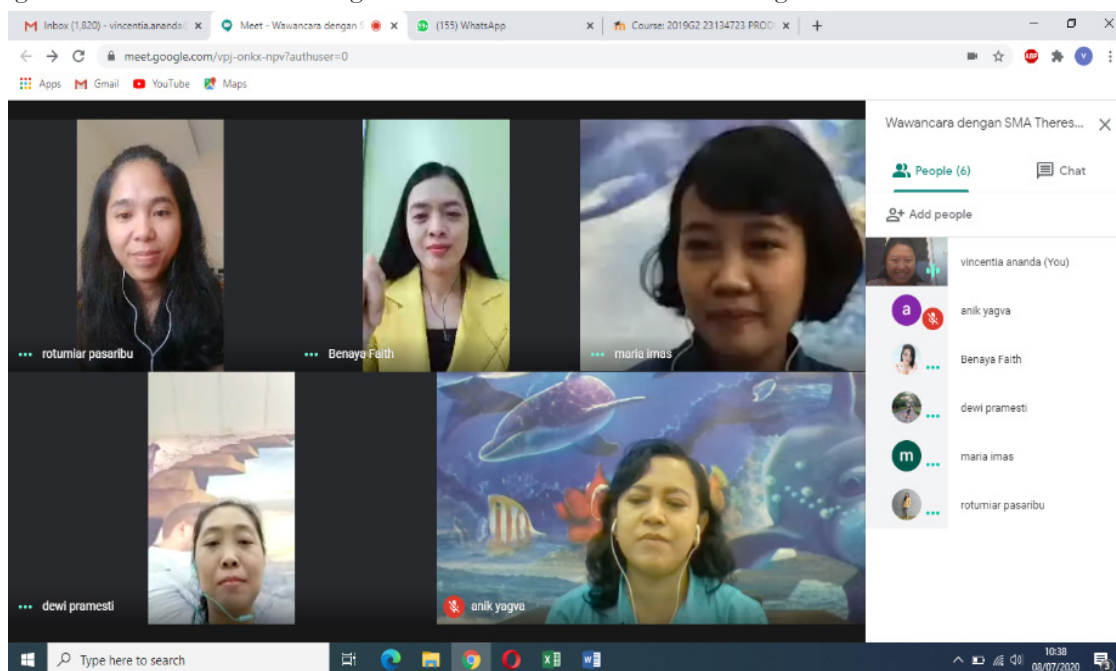 Inbox (1,820) - vincentia.ananda
Meet - Wawancara dengan S
(155) WhatsApp
Course: 2019G2 23134723 PROD
meet.google.com/vpj-onkx-npv?authuser=0
ABP
V
Apps
Gmail
YouTube
Maps
rotumiar pasaribu
Benaya Faith
maria imas
dewi pramesti
anik yagva
Wawancara dengan SMA Theres...
People (6)
Chat
Add people
vincentia ananda (You)
a
anik yagva
Benaya Faith
dewi pramesti
m
maria imas
rotumiar pasaribu
Type here to search
10:38
08/07/2020